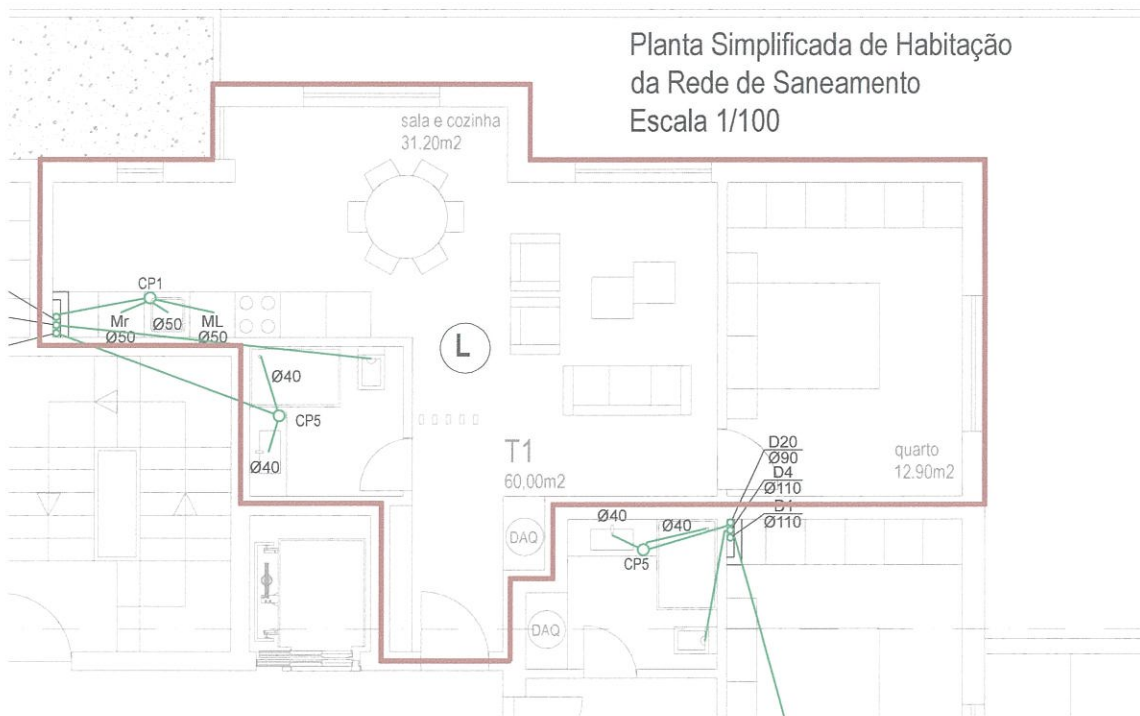 Planta Simplificada de Habitação
da Rede de Saneamento
Escala 1/100
sala e cozinha
31.20m2
CP1
Mr
Ø50
Ø50
ML
Ø50
L
Ø40
CP5
Ø40
T1
60,00m2
quarto
12.90m2
D20
Ø90
D4
Ø110
D1
Ø110
DAQ
Ø40
Ø40
CP5
DAQ